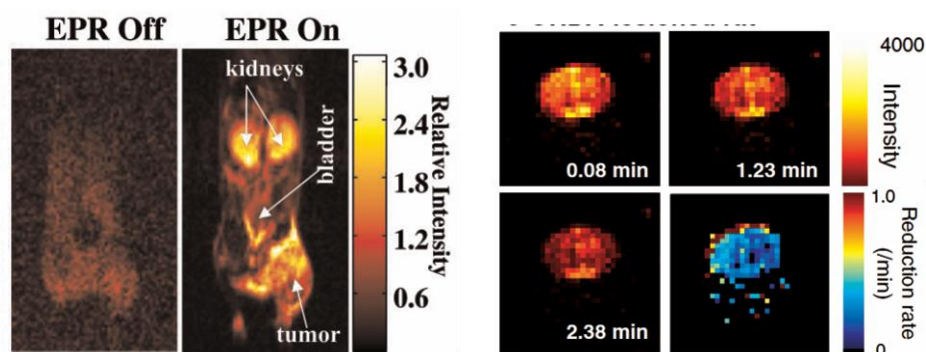 EPR Off
EPR On
kidneys
bladder
tumor
3.0
2.4
1.8
1.2
0.6
Relative Intensity
0.08 min
1.23 min
2.38 min
4000
Intensity
1.0
0
Reduction rate
(/min)